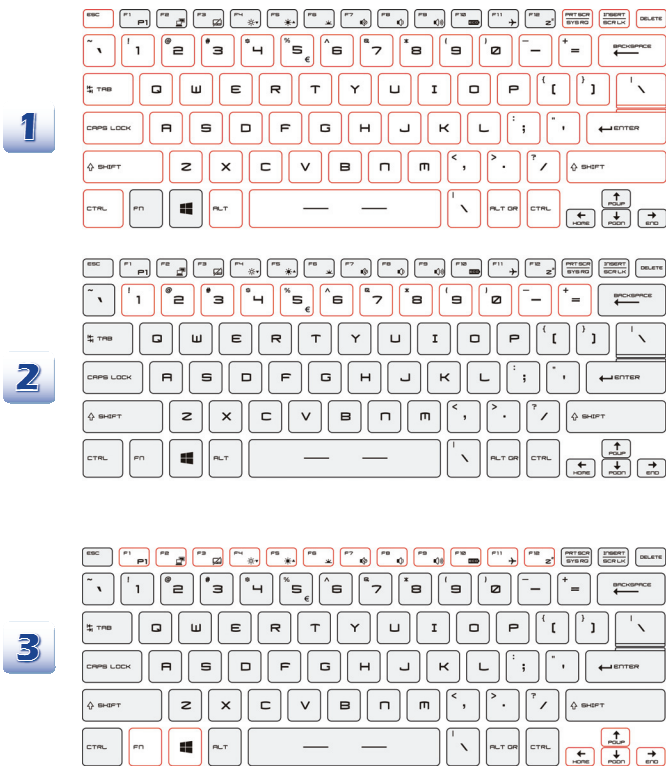 ESC F1 P1 F2 F3 F4 F5 F6 F7 F8 F9 F10 F11 F12 Z PRT SCR SYS RQ INSERT SCR LK DELETE
~ ` ! 1 @ 2 # 3 $ 4 % 5 € ^ 6 & 7 * 8 ( 9 ) 0 _ - + = BACKSPACE
TAB Q W E R T Y U I O P { [ } ] | \
1
CAPS LOCK A S D F G H J K L : ; " ' ENTER
SHIFT Z X C V B N M < , > . ? / SHIFT
CTRL FN ALT | \ ALT GR CTRL HOME PGUP PGDN END
ESC F1 P1 F2 F3 F4 F5 F6 F7 F8 F9 F10 F11 F12 Z PRT SCR SYS RQ INSERT SCR LK DELETE
~ ` ! 1 @ 2 # 3 $ 4 % 5 € ^ 6 & 7 * 8 ( 9 ) 0 _ - + = BACKSPACE
TAB Q W E R T Y U I O P { [ } ] | \
2
CAPS LOCK A S D F G H J K L : ; " ' ENTER
SHIFT Z X C V B N M < , > . ? / SHIFT
CTRL FN ALT | \ ALT GR CTRL HOME PGUP PGDN END
ESC F1 P1 F2 F3 F4 F5 F6 F7 F8 F9 F10 F11 F12 Z PRT SCR SYS RQ INSERT SCR LK DELETE
~ ` ! 1 @ 2 # 3 $ 4 % 5 € ^ 6 & 7 * 8 ( 9 ) 0 _ - + = BACKSPACE
TAB Q W E R T Y U I O P { [ } ] | \
3
CAPS LOCK A S D F G H J K L : ; " ' ENTER
SHIFT Z X C V B N M < , > . ? / SHIFT
CTRL FN ALT | \ ALT GR CTRL HOME PGUP PGDN END